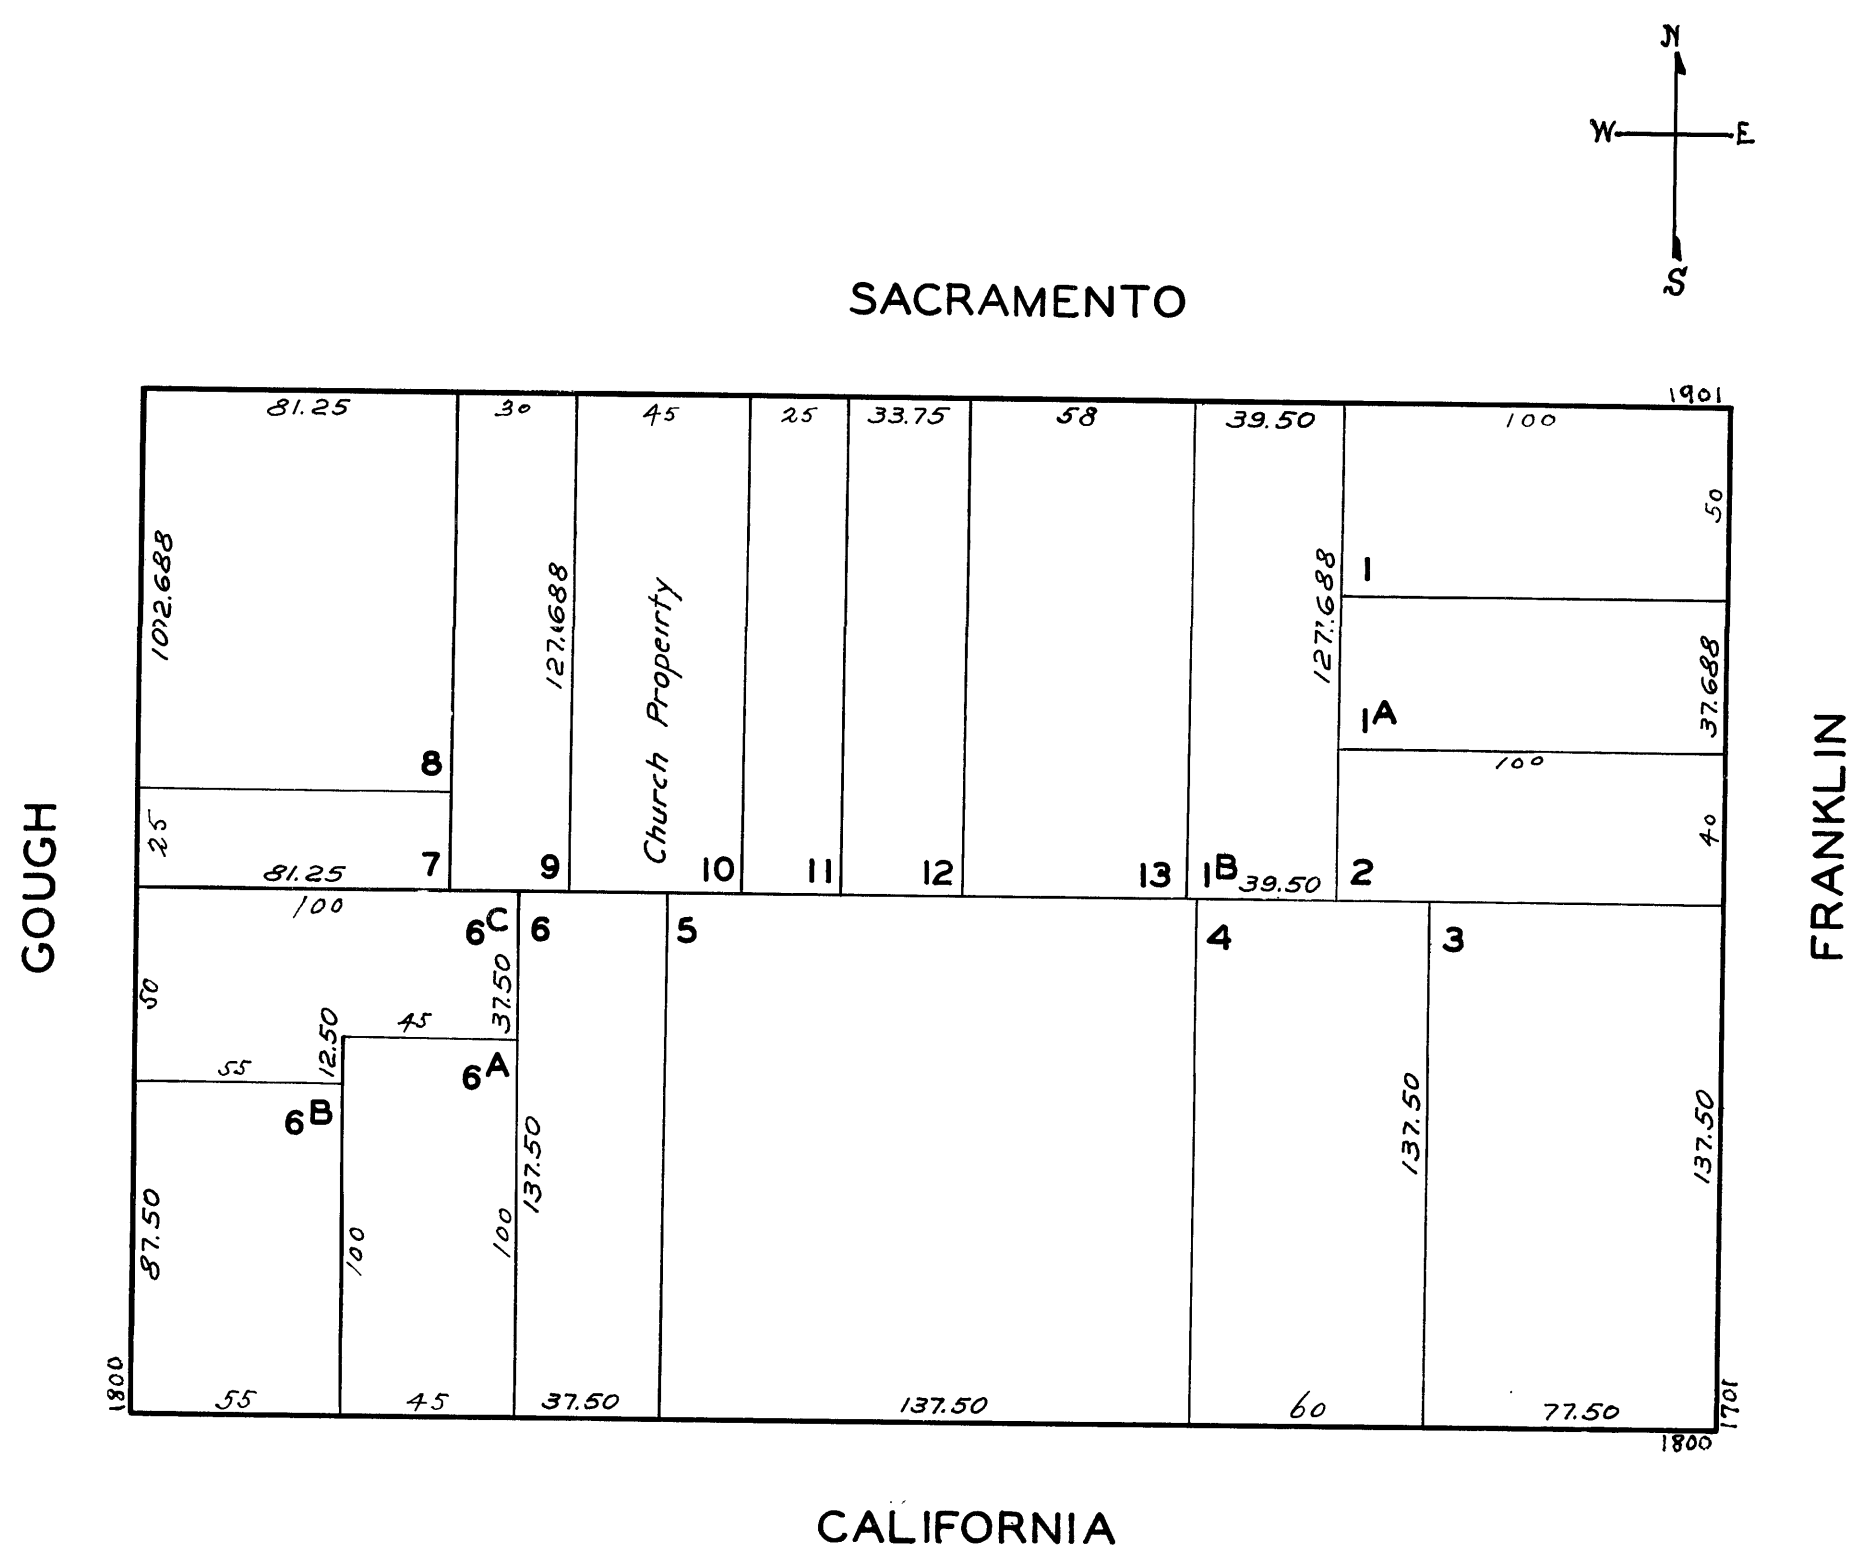 N
W E
S
SACRAMENTO
1901
81.25 30 45 25 33.75 58 39.50 100
50
102.688
127.688
Church Property
127.688
1
37.688
1A
8
100
25
40
81.25 7 9 10 11 12 13 1B 39.50 2
GOUGH
FRANKLIN
100
6C 6 5 4 3
37.50
50
12.50
45
55
6A
6B
137.50
137.50
137.50
87.50
100
100
1800
55 45 37.50 137.50 60 77.50
1701
1800
CALIFORNIA